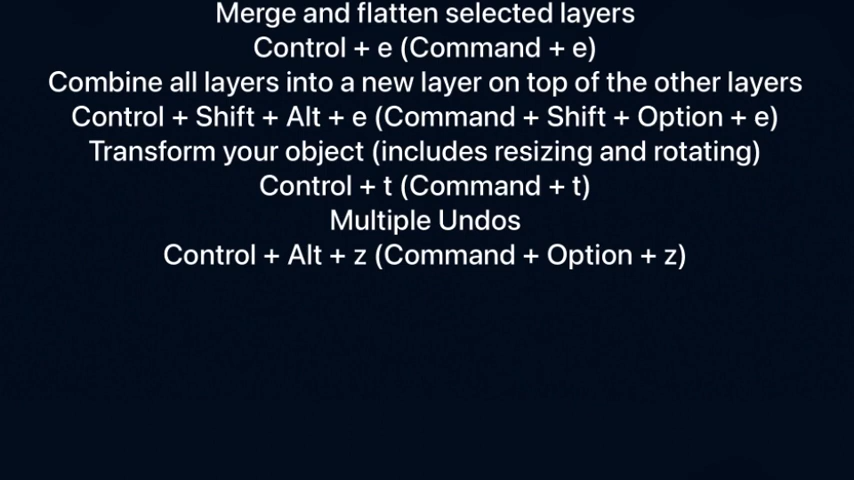 Merge and flatten selected layers
Control + e (Command + e)
Combine all layers into a new layer on top of the other layers
Control + Shift + Alt + e (Command + Shift + Option + e)
Transform your object (includes resizing and rotating)
Control + t (Command + t)
Multiple Undos
Control + Alt + z (Command + Option + z)